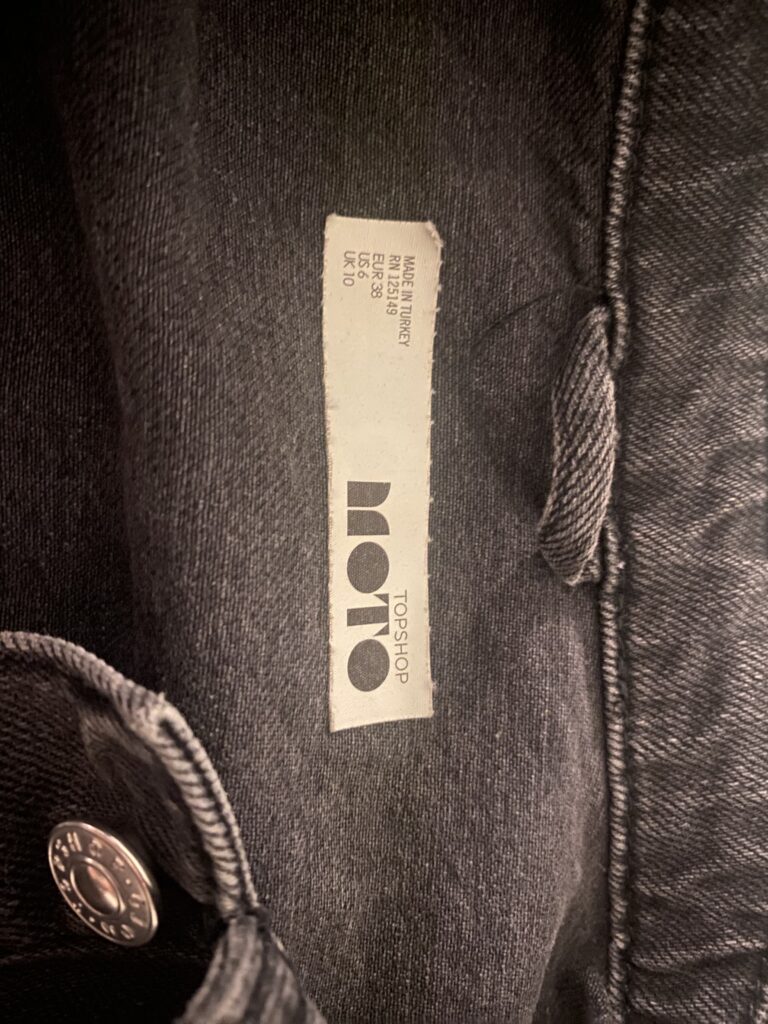 TOPSHOP
MOTO
MADE IN TURKEY
RN 125149
EUR 38
US 6
UK 10